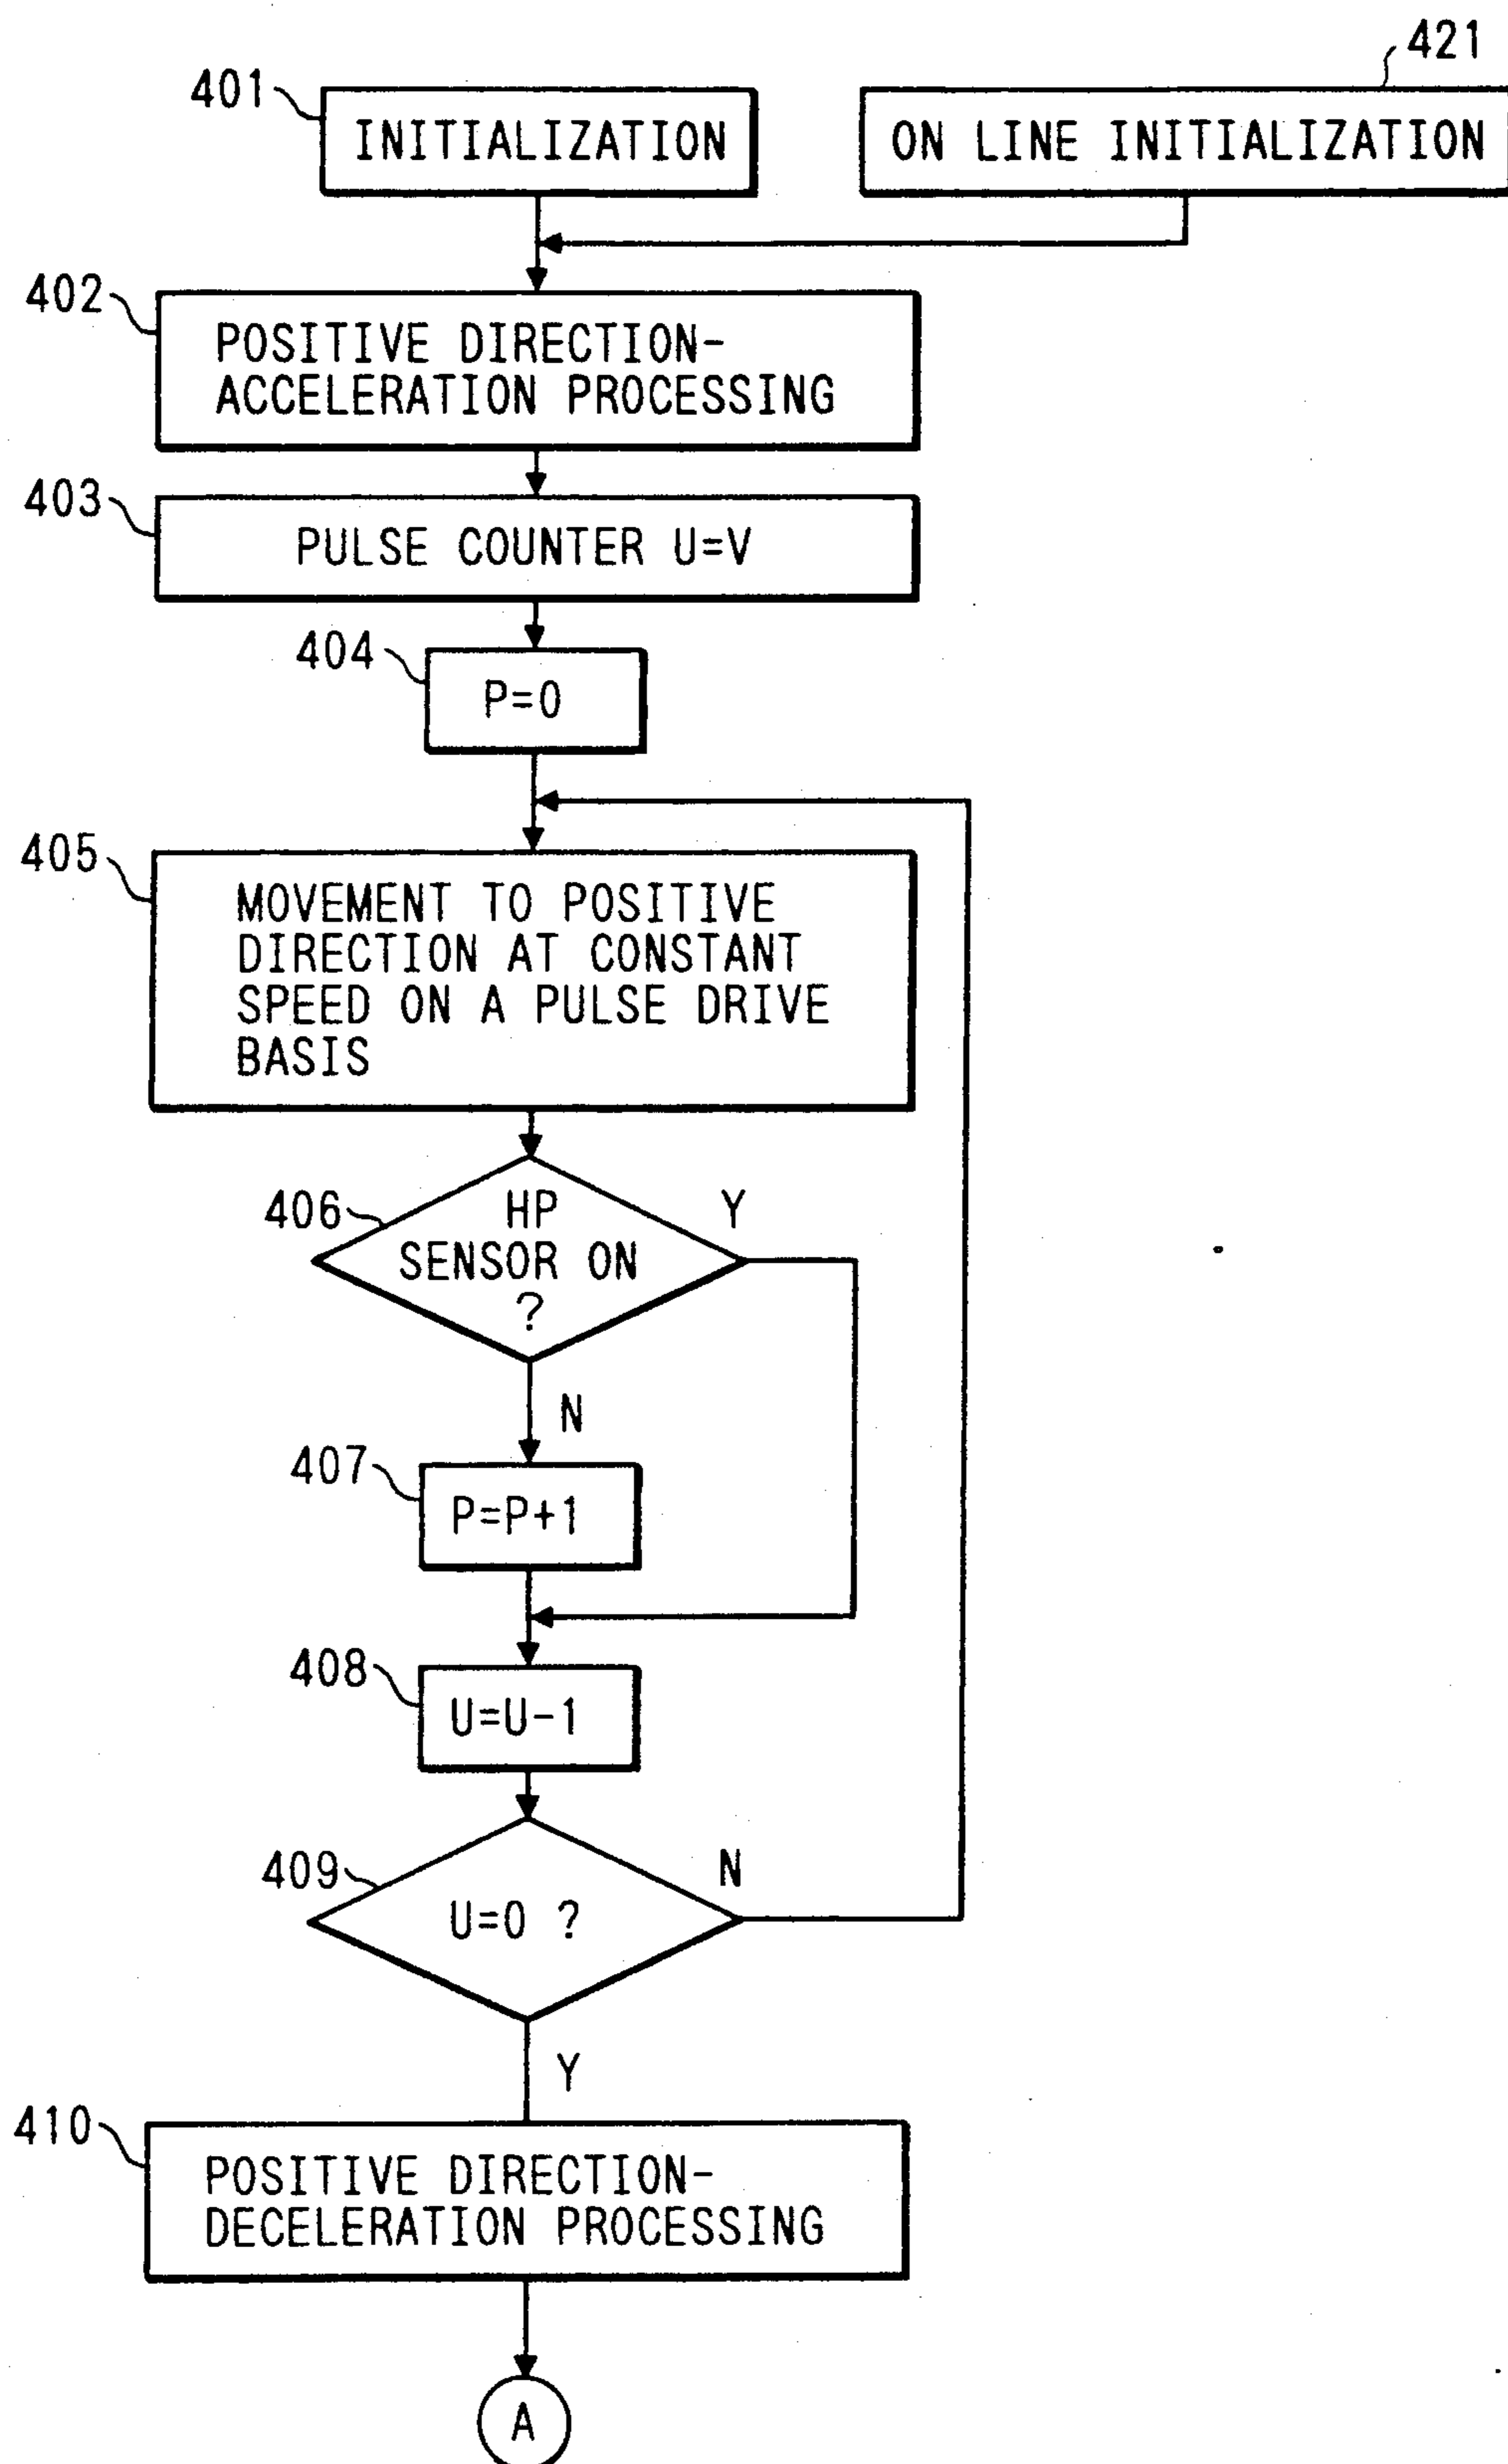 421
401
INITIALIZATION
ON LINE INITIALIZATION
402
POSITIVE DIRECTION-
ACCELERATION PROCESSING
403
PULSE COUNTER U=V
404
P=0
405
MOVEMENT TO POSITIVE
DIRECTION AT CONSTANT
SPEED ON A PULSE DRIVE
BASIS
406
HP
SENSOR ON
?
Y
N
407
P=P+1
408
U=U-1
409
U=0 ?
N
Y
410
POSITIVE DIRECTION-
DECELERATION PROCESSING
A